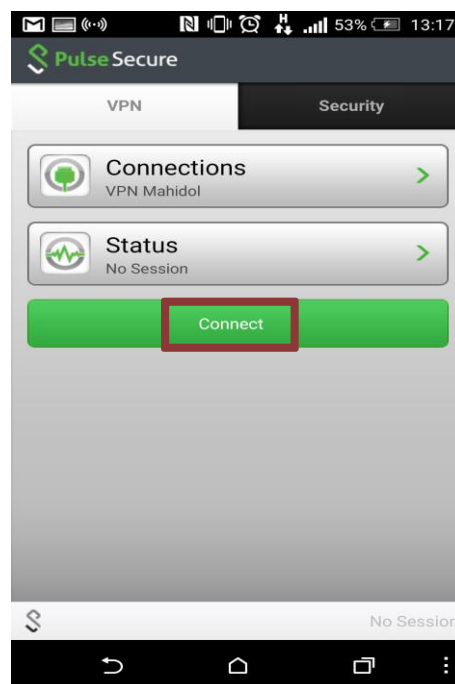 53% 13:17
Pulse Secure
VPN Security
Connections
VPN Mahidol
Status
No Session
Connect
No Session